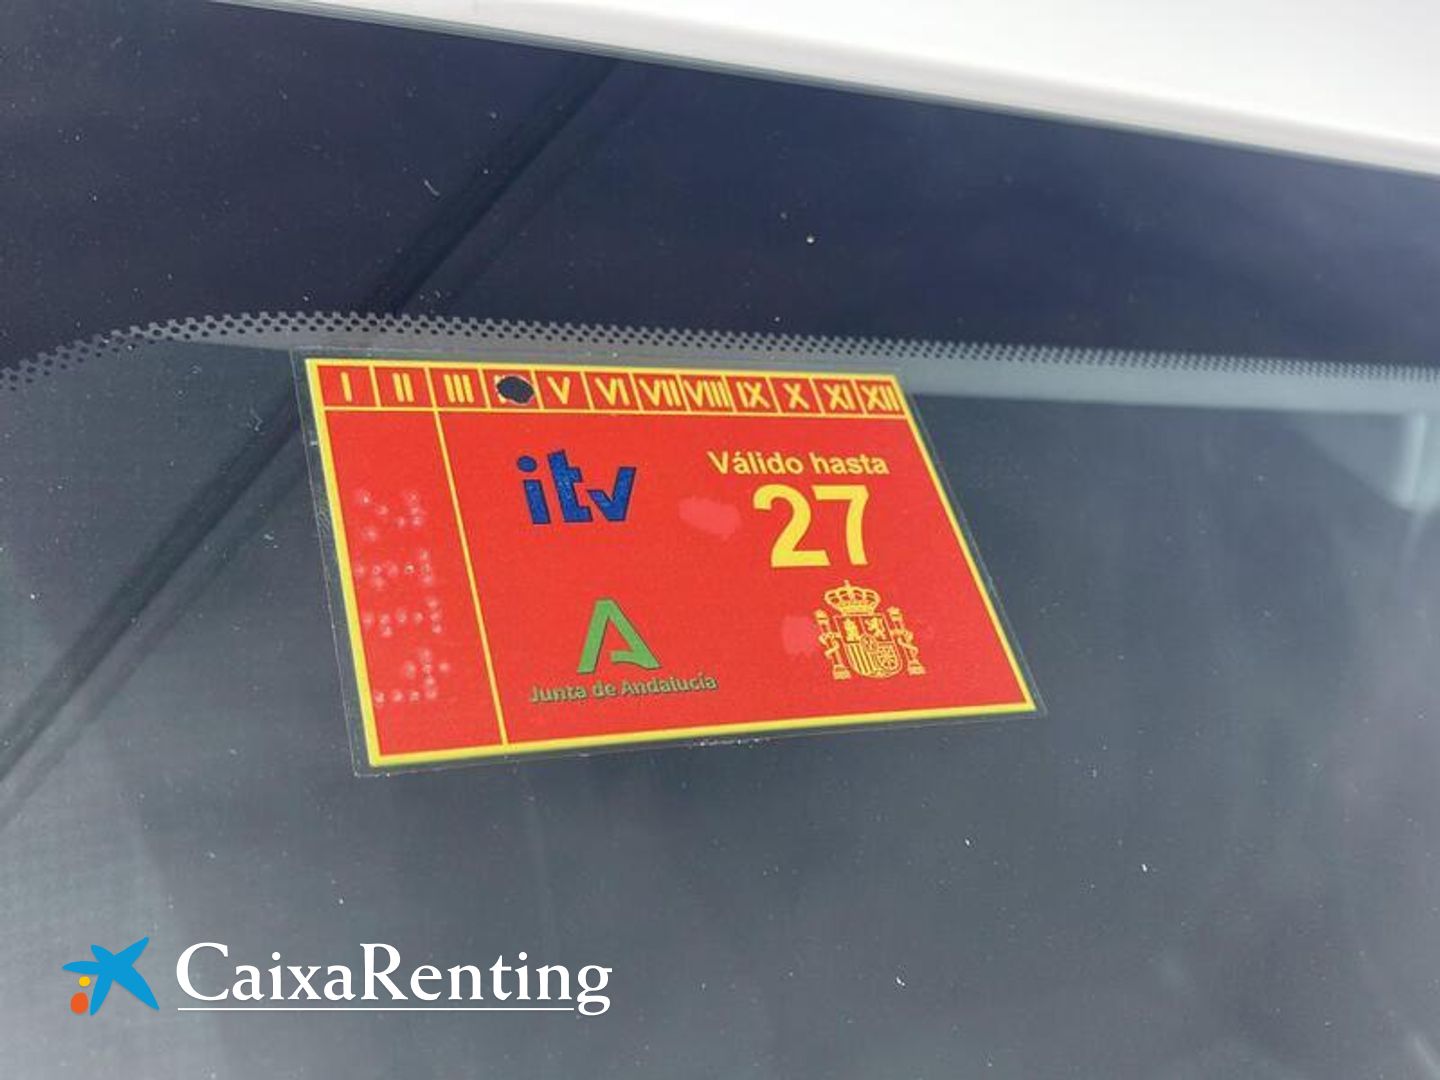 I II III V VI VII VIII IX X XI XII
itv
Válido hasta
27
Junta de Andalucía
CaixaRenting